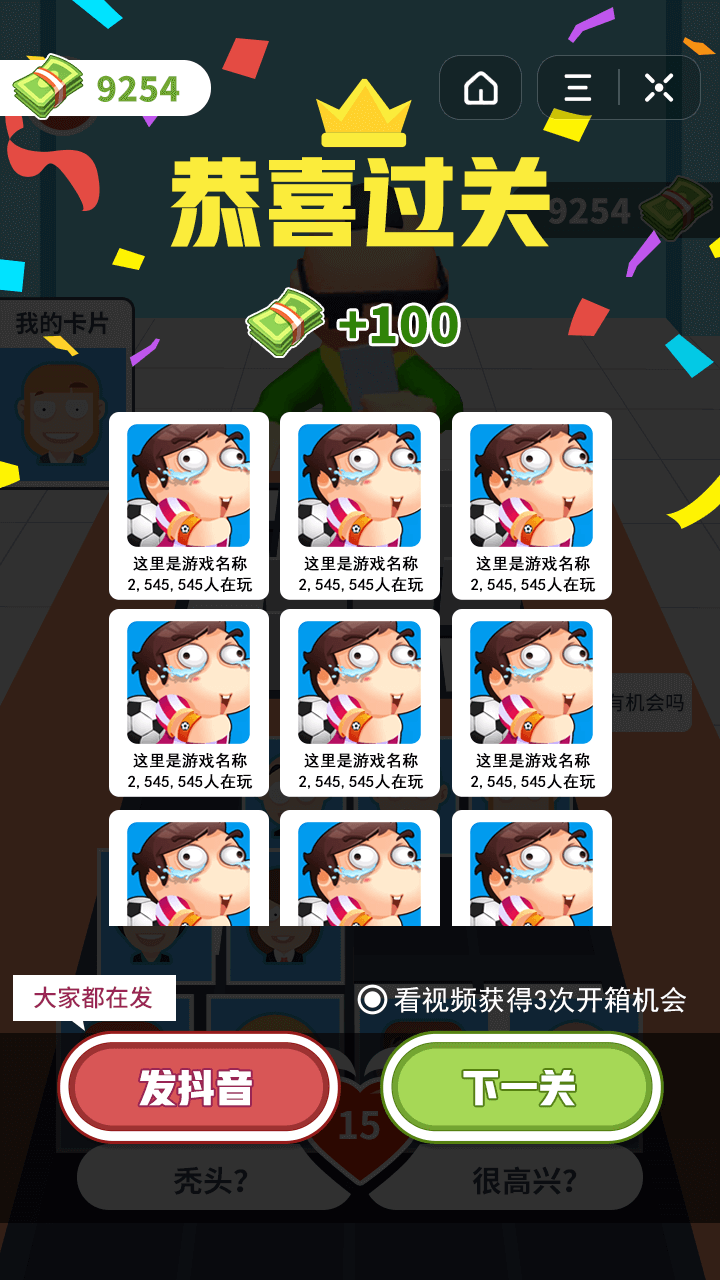 9254
恭喜过关
9254
+100
我的卡片
这里是游戏名称
2,545,545人在玩
这里是游戏名称
2,545,545人在玩
这里是游戏名称
2,545,545人在玩
这里是游戏名称
2,545,545人在玩
这里是游戏名称
2,545,545人在玩
这里是游戏名称
2,545,545人在玩
有机会吗
大家都在发
看视频获得3次开箱机会
发抖音
下一关
15
秃头?
很高兴?